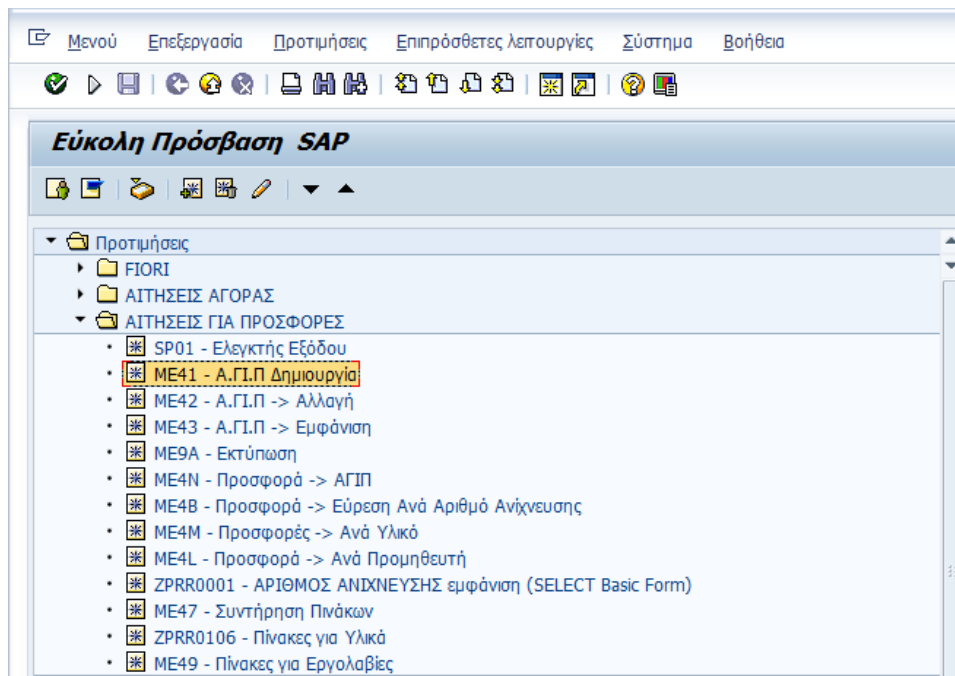 Μενού Επεξεργασία Προτιμήσεις Επιπρόσθετες λειτουργίες Σύστημα Βοήθεια
Εύκολη Πρόσβαση SAP
Προτιμήσεις
FIORI
ΑΙΤΗΣΕΙΣ ΑΓΟΡΑΣ
ΑΙΤΗΣΕΙΣ ΓΙΑ ΠΡΟΣΦΟΡΕΣ
SP01 - Ελεγκτής Εξόδου
ME41 - Α.ΓΙ.Π Δημιουργία
ME42 - Α.ΓΙ.Π -> Αλλαγή
ME43 - Α.ΓΙ.Π -> Εμφάνιση
ME9A - Εκτύπωση
ME4N - Προσφορά -> ΑΓΙΠ
ME4B - Προσφορά -> Εύρεση Ανά Αριθμό Ανίχνευσης
ME4M - Προσφορές -> Ανά Υλικό
ME4L - Προσφορά -> Ανά Προμηθευτή
ZPRR0001 - ΑΡΙΘΜΟΣ ΑΝΙΧΝΕΥΣΗΣ εμφάνιση (SELECT Basic Form)
ME47 - Συντήρηση Πινάκων
ZPRR0106 - Πίνακες για Υλικά
ME49 - Πίνακες για Εργολαβίες